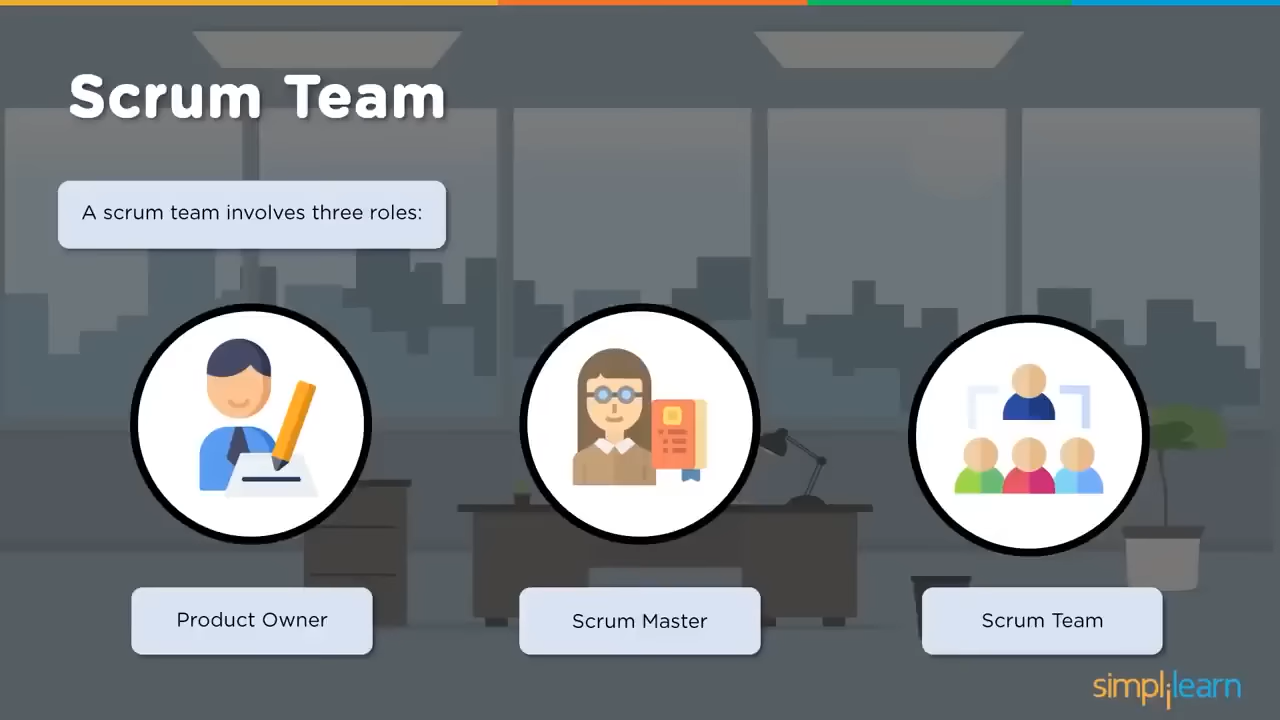 Scrum Team
A scrum team involves three roles:
Product Owner
Scrum Master
Scrum Team
simplilearn